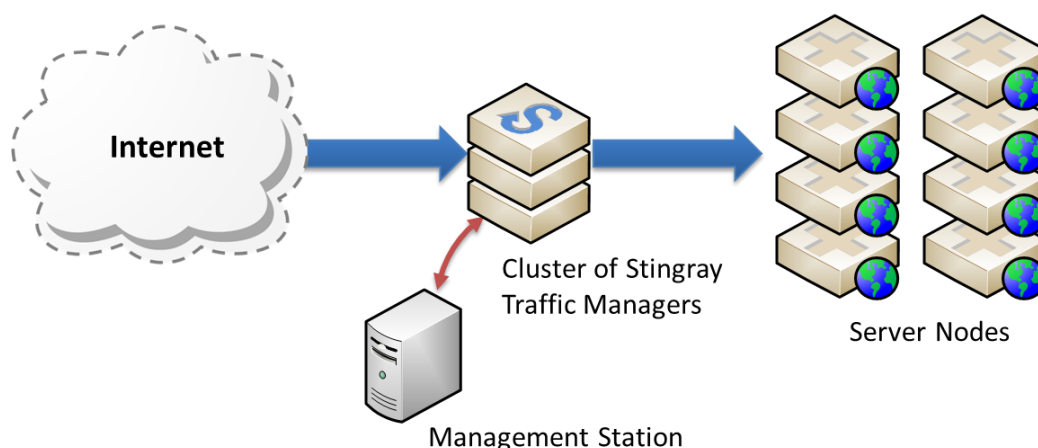 Internet
Cluster of Stingray
Traffic Managers
Server Nodes
Management Station